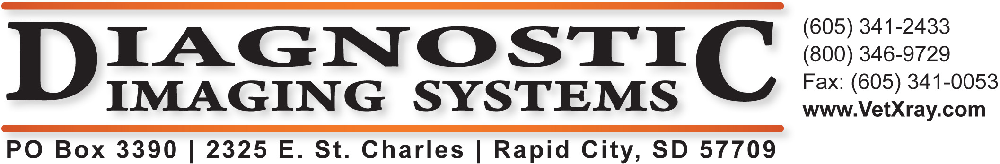 DIAGNOSTIC
IMAGING SYSTEMS
PO Box 3390 | 2325 E. St. Charles | Rapid City, SD 57709
(605) 341-2433
(800) 346-9729
Fax: (605) 341-0053
www.VetXray.com